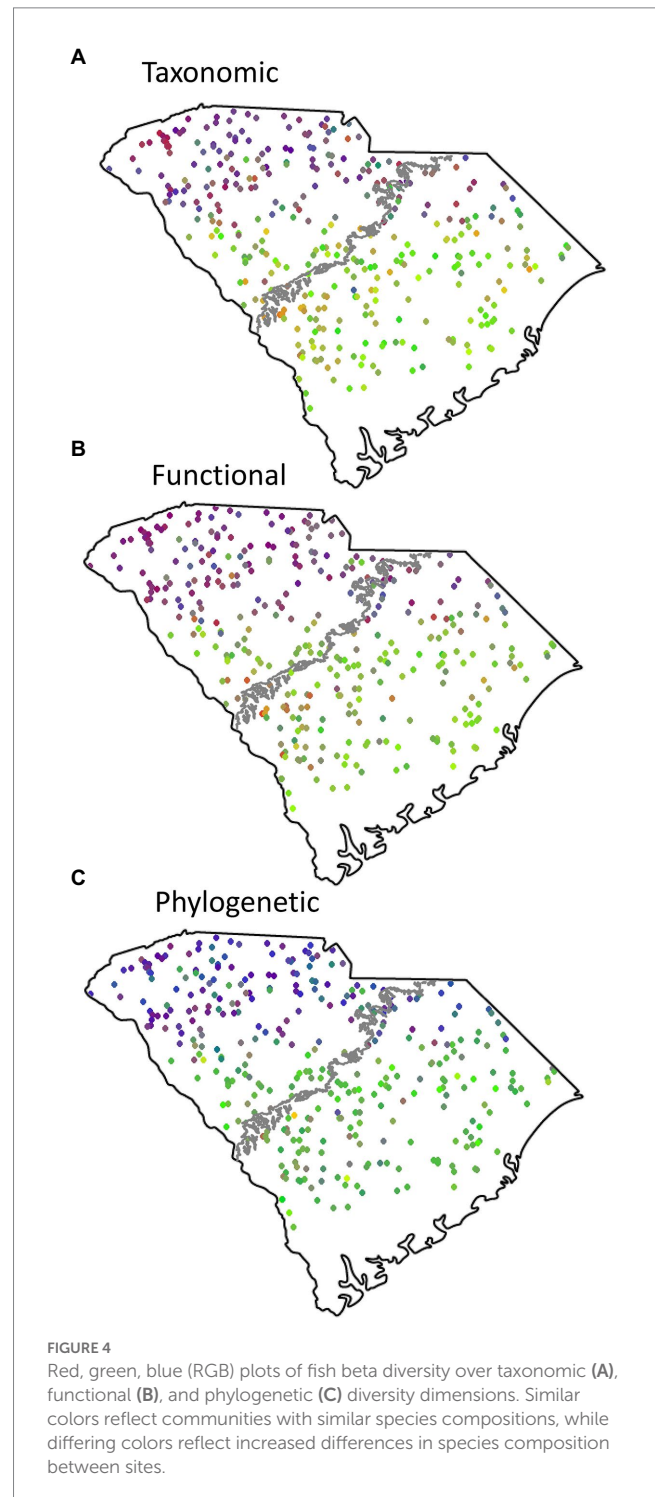 A
Taxonomic
B
Functional
C
Phylogenetic
FIGURE 4
Red, green, blue (RGB) plots of fish beta diversity over taxonomic (A),
functional (B), and phylogenetic (C) diversity dimensions. Similar
colors reflect communities with similar species compositions, while
differing colors reflect increased differences in species composition
between sites.